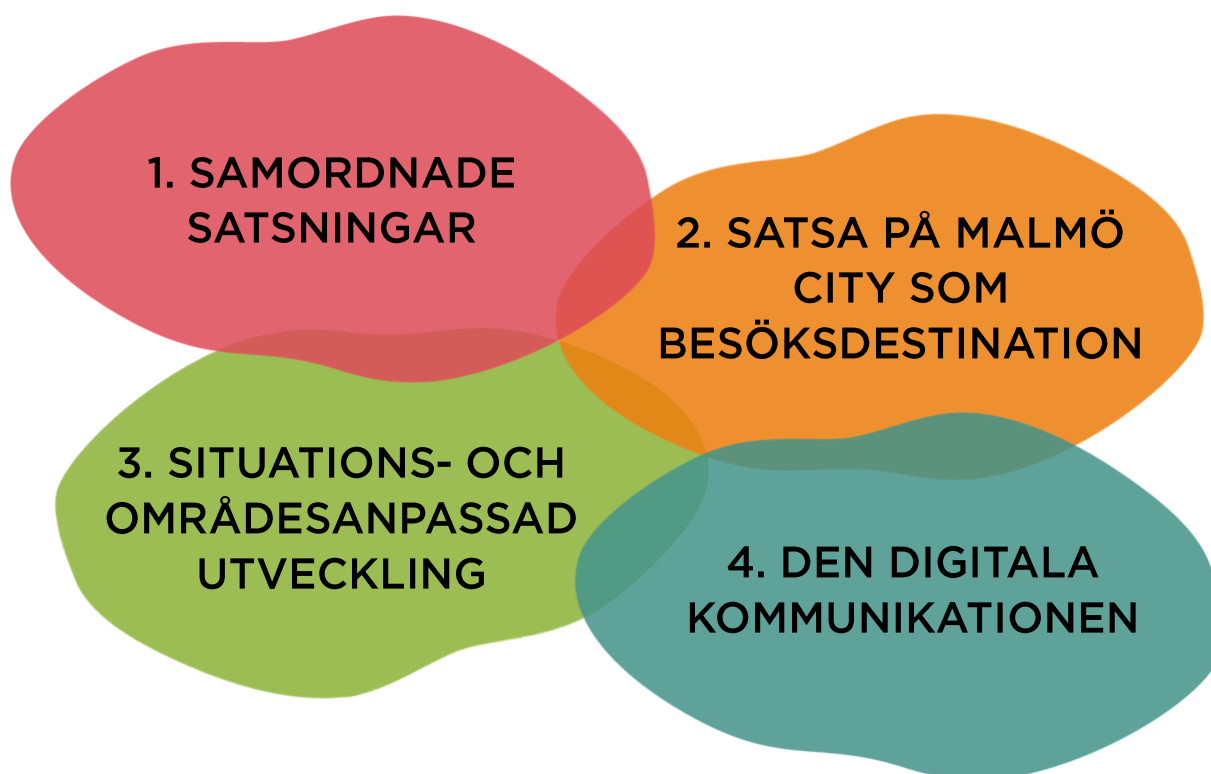 1. SAMORDNADE
SATSNINGAR
2. SATSA PÅ MALMÖ
CITY SOM
BESÖKSDESTINATION
3. SITUATIONS- OCH
OMRÅDESANPASSAD
UTVECKLING
4. DEN DIGITALA
KOMMUNIKATIONEN